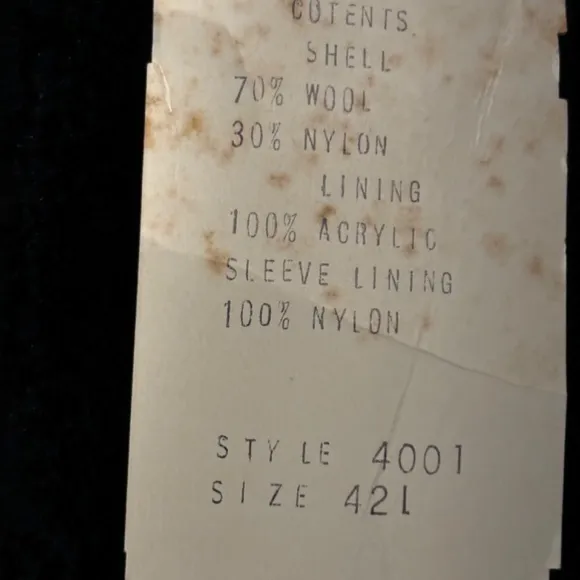 COTENTS
SHELL
70% WOOL
30% NYLON
LINING
100% ACRYLIC
SLEEVE LINING
100% NYLON
STYLE 4001
SIZE 42L